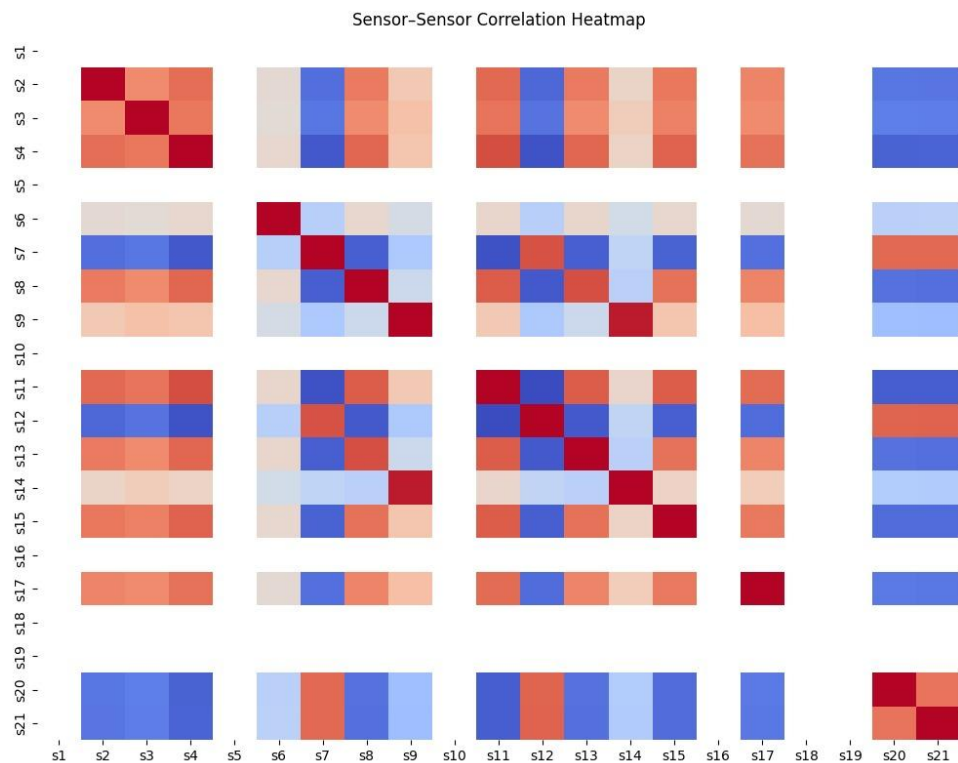 Sensor–Sensor Correlation Heatmap
s1
s2
s3
s4
s5
s6
s7
s8
s9
s10
s11
s12
s13
s14
s15
s16
s17
s18
s19
s20
s21
s1 s2 s3 s4 s5 s6 s7 s8 s9 s10 s11 s12 s13 s14 s15 s16 s17 s18 s19 s20 s21